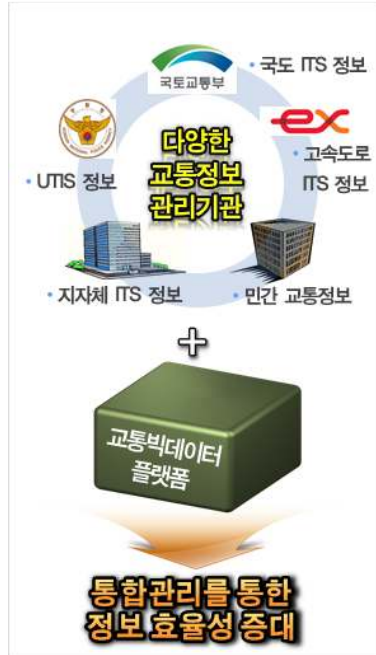 국토교통부
• 국도 ITS 정보
ex
• 고속도로
ITS 정보
• UTIS 정보
다양한
교통정보
관리기관
• 지자체 ITS 정보
• 민간 교통정보
+
교통빅데이터
플랫폼
통합관리를 통한
정보 효율성 증대